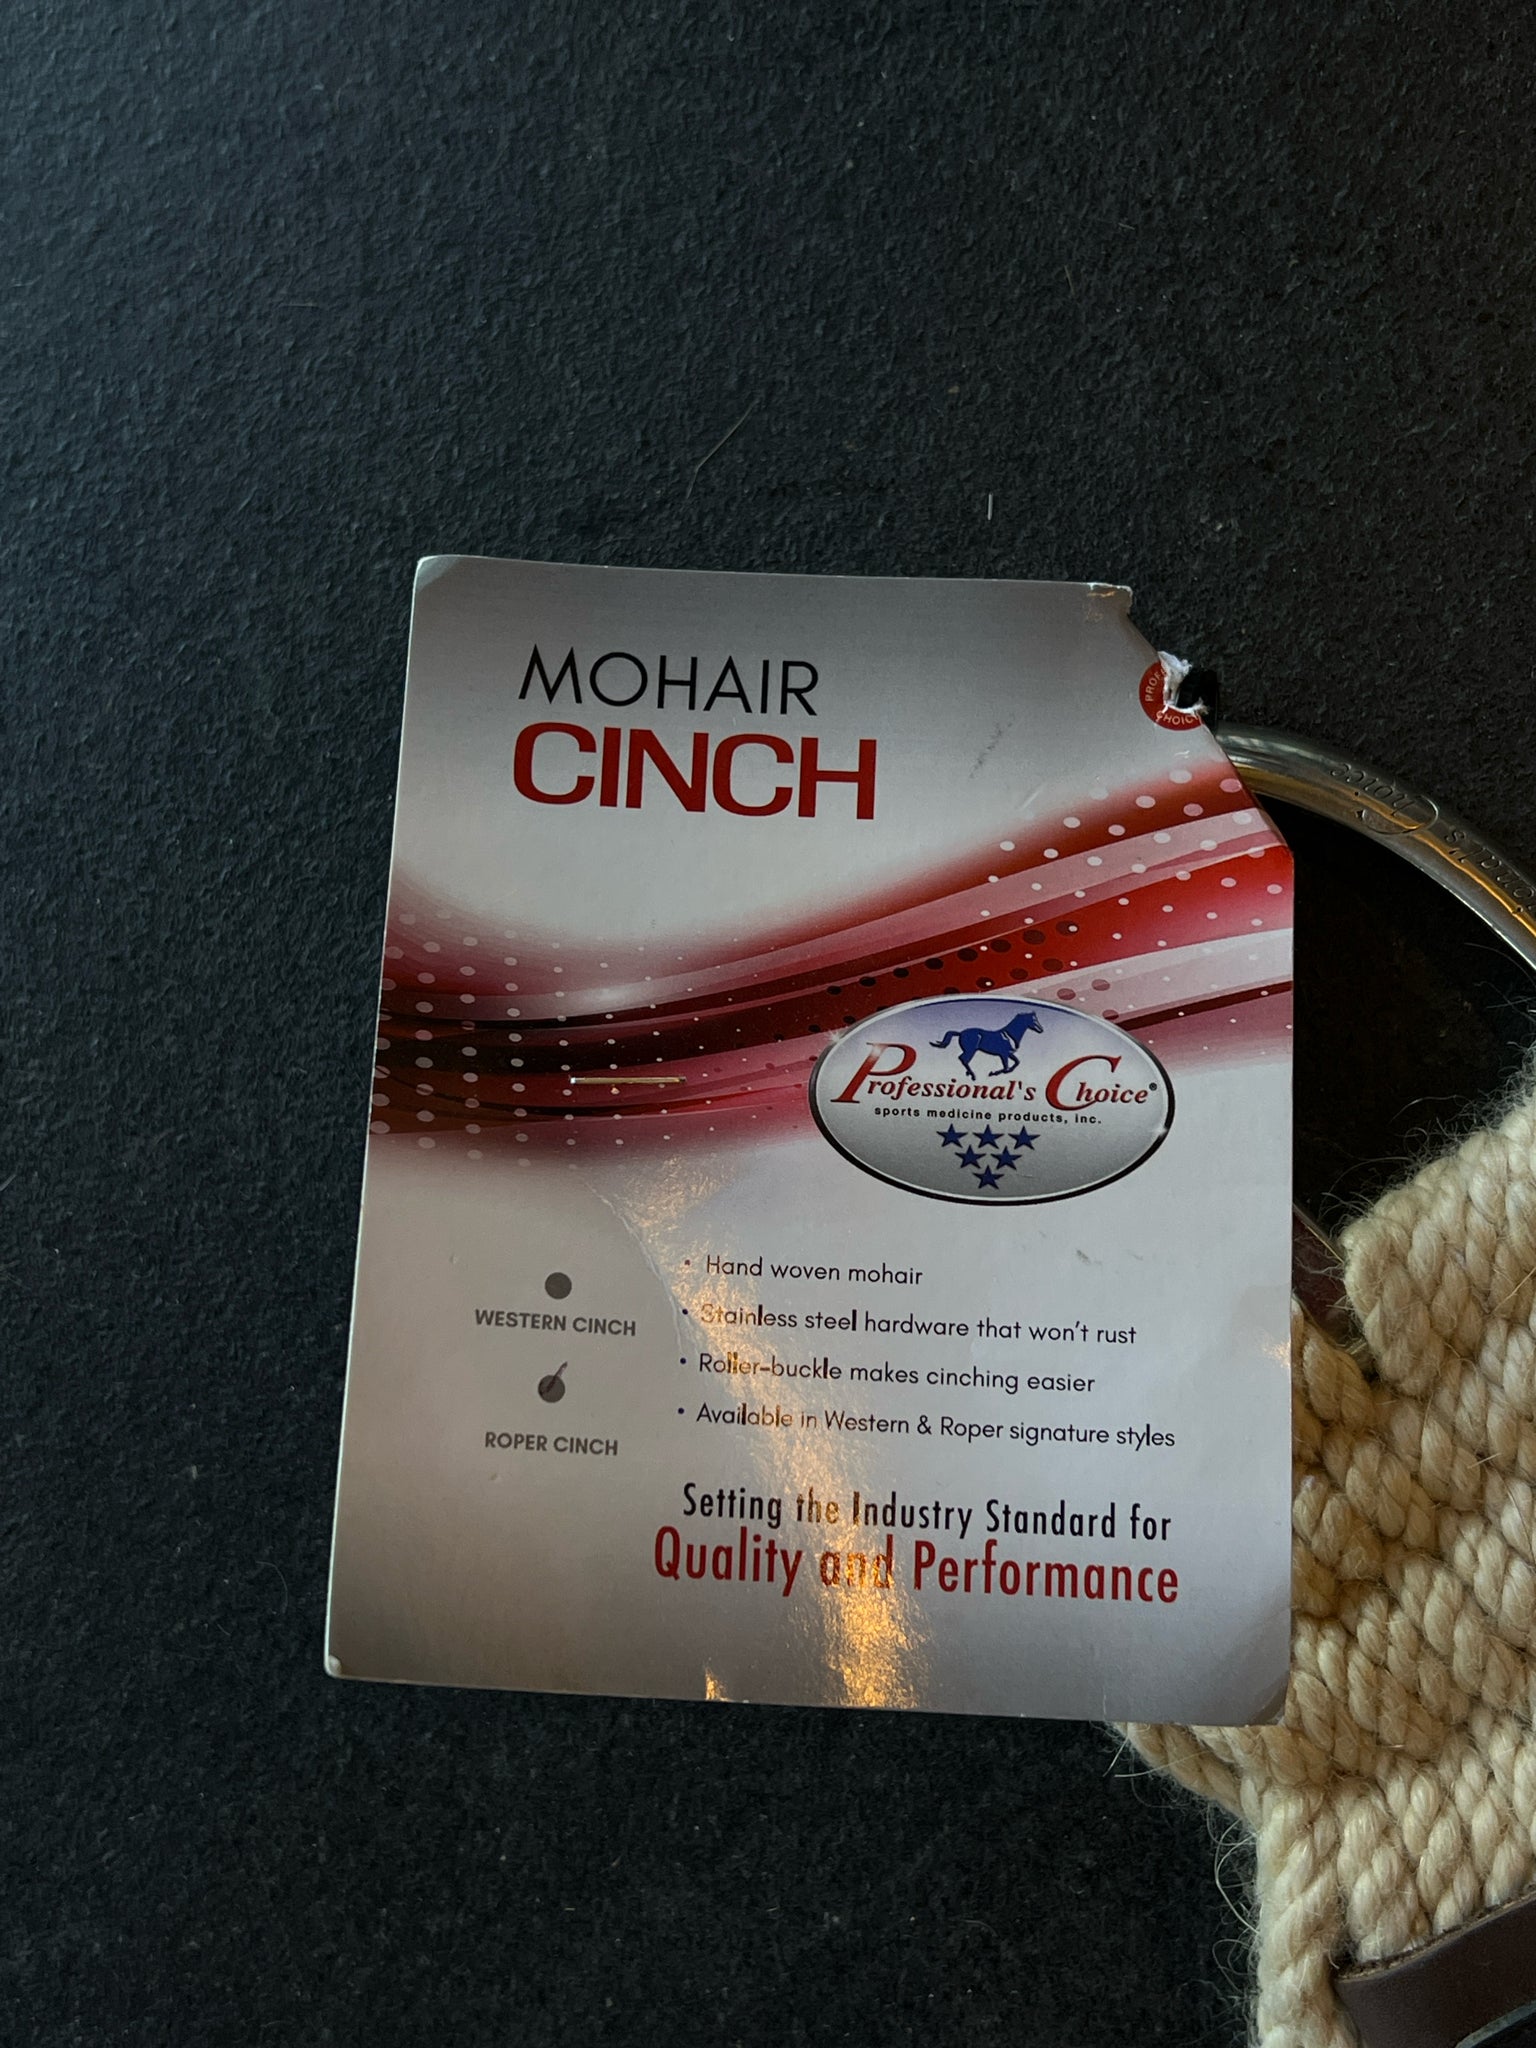 MOHAIR
CINCH
PROFE
CHOIC
Professional's Choice®
sports medicine products, inc.
WESTERN CINCH
ROPER CINCH
• Hand woven mohair
• Stainless steel hardware that won't rust
• Roller-buckle makes cinching easier
• Available in Western & Roper signature styles
Setting the Industry Standard for
Quality and Performance